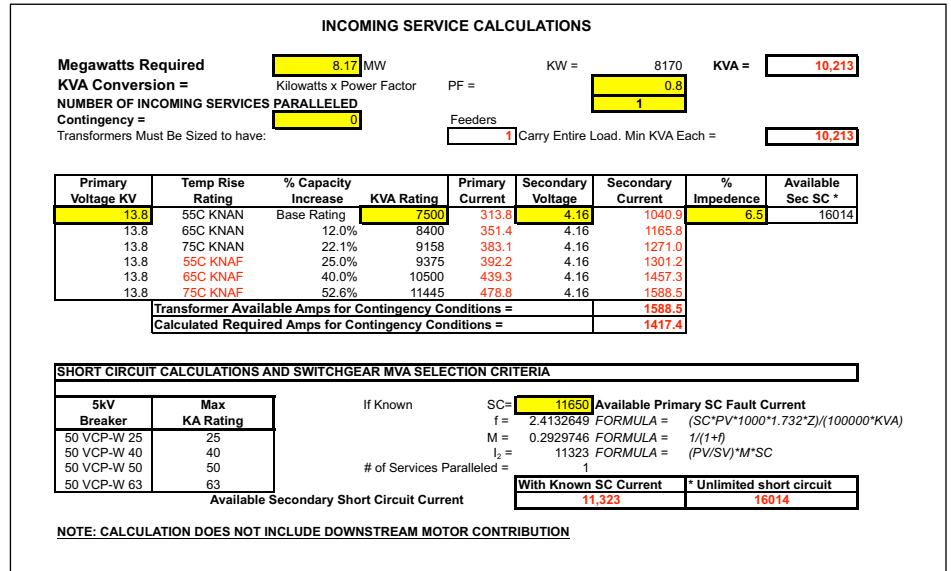 INCOMING SERVICE CALCULATIONS
Megawatts Required 8.17 MW KW = 8170 KVA = 10,213
KVA Conversion = Kilowatts x Power Factor PF = 0.8
NUMBER OF INCOMING SERVICES PARALLELED 1
Contingency = 0 Feeders
Transformers Must Be Sized to have: 1 Carry Entire Load. Min KVA Each = 10,213
Primary Temp Rise % Capacity Primary Secondary Secondary % Available
Voltage KV Rating Increase KVA Rating Current Voltage Current Impedence Sec SC *
13.8 55C KNAN Base Rating 7500 313.8 4.16 1040.9 6.5 16014
13.8 65C KNAN 12.0% 8400 351.4 4.16 1165.8
13.8 75C KNAN 22.1% 9158 383.1 4.16 1271.0
13.8 55C KNAF 25.0% 9375 392.2 4.16 1301.2
13.8 65C KNAF 40.0% 10500 439.3 4.16 1457.3
13.8 75C KNAF 52.6% 11445 478.8 4.16 1588.5
Transformer Available Amps for Contingency Conditions = 1588.5
Calculated Required Amps for Contingency Conditions = 1417.4
SHORT CIRCUIT CALCULATIONS AND SWITCHGEAR MVA SELECTION CRITERIA
5kV Max If Known SC= 11650 Available Primary SC Fault Current
Breaker KA Rating f = 2.4132649 FORMULA = (SC*PV*1000*1.732*Z)/(100000*KVA)
50 VCP-W 25 25 M = 0.2929746 FORMULA = 1/(1+f)
50 VCP-W 40 40 I₂ = 11323 FORMULA = (PV/SV)*M*SC
50 VCP-W 50 50 # of Services Paralleled = 1
50 VCP-W 63 63 With Known SC Current * Unlimited short circuit
Available Secondary Short Circuit Current 11,323 16014
NOTE: CALCULATION DOES NOT INCLUDE DOWNSTREAM MOTOR CONTRIBUTION